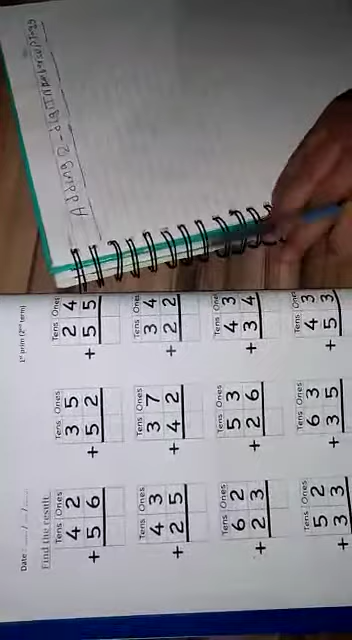 Adding 2-digit
1st prim (2nd term)
Date : ... / ... / ...
Find the result
Tens Ones Tens Ones Tens Ones
4 2 3 5 2 4
+ 5 6 + 5 2 + 5 5
Tens Ones Tens Ones Tens Ones
4 3 3 7 3 4
+ 2 5 + 4 2 + 2 2
Tens Ones Tens Ones Tens Ones
6 2 5 3 4 3
+ 2 3 + 2 6 + 3 4
Tens Ones Tens Ones Tens Ones
5 2 6 3 4 3
+ 3 3 + 3 5 + 5 3